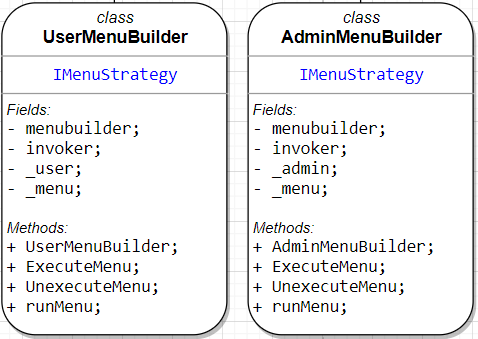 class
UserMenuBuilder
IMenuStrategy
Fields:
- menubuilder;
- invoker;
- _user;
- _menu;
Methods:
+ UserMenuBuilder;
+ ExecuteMenu;
+ UnexecuteMenu;
+ runMenu;
class
AdminMenuBuilder
IMenuStrategy
Fields:
- menubuilder;
- invoker;
- _admin;
- _menu;
Methods:
+ AdminMenuBuilder;
+ ExecuteMenu;
+ UnexecuteMenu;
+ runMenu;